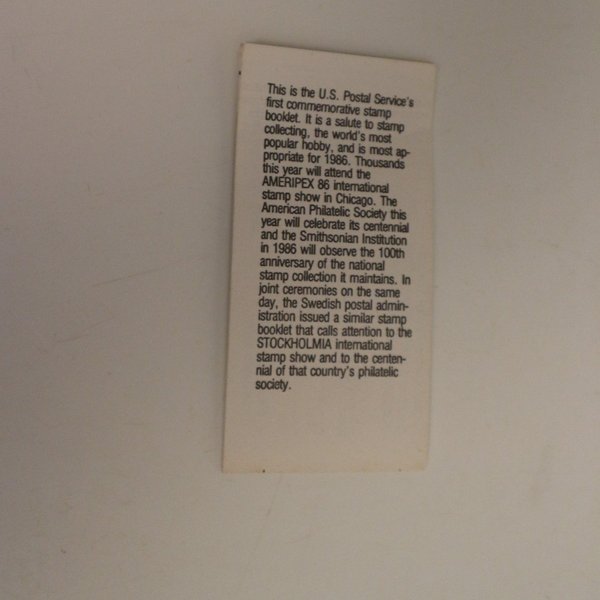 This is the U.S. Postal Service's
first commemorative stamp
booklet. It is a salute to stamp
collecting, the world's most
popular hobby, and is most ap-
propriate for 1986. Thousands
this year will attend the
AMERIPEX 86 international
stamp show in Chicago. The
American Philatelic Society this
year will celebrate its centennial
and the Smithsonian Institution
in 1986 will observe the 100th
anniversary of the national
stamp collection it maintains. In
joint ceremonies on the same
day, the Swedish postal admin-
istration issued a similar stamp
booklet that calls attention to the
STOCKHOLMIA international
stamp show and to the centen-
nial of that country's philatelic
society.